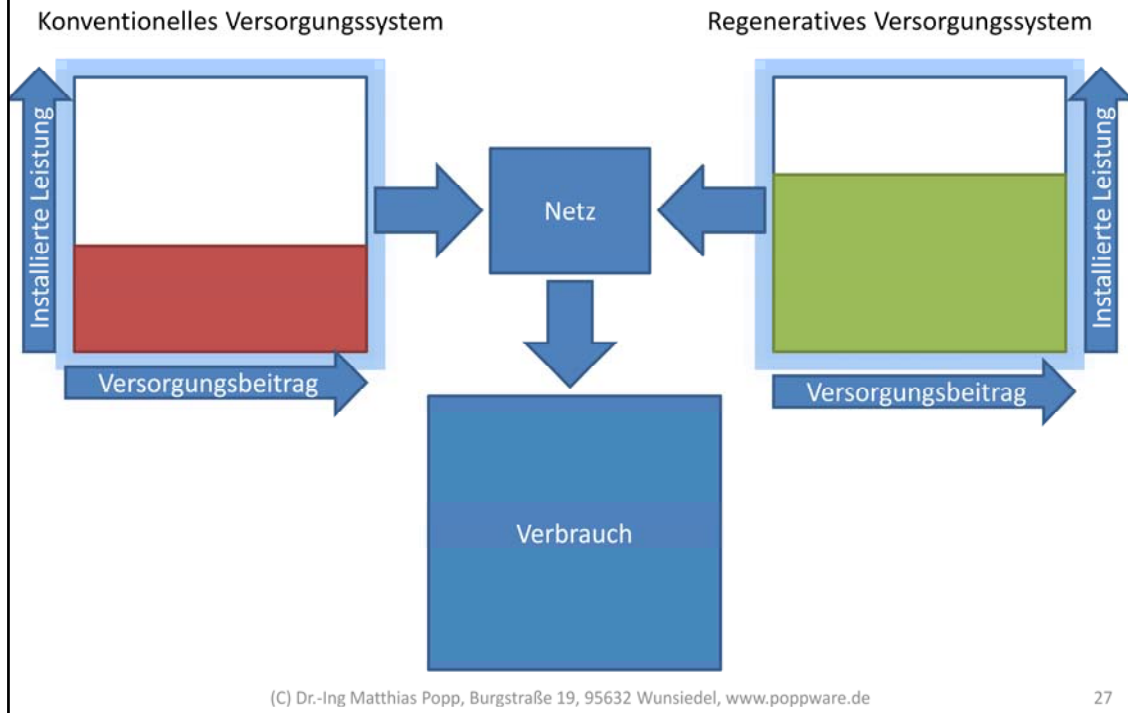 Konventionelles Versorgungssystem
Regeneratives Versorgungssystem
Installierte Leistung
Versorgungsbeitrag
Netz
Installierte Leistung
Versorgungsbeitrag
Verbrauch
(C) Dr.-Ing Matthias Popp, Burgstraße 19, 95632 Wunsiedel, www.poppware.de
27